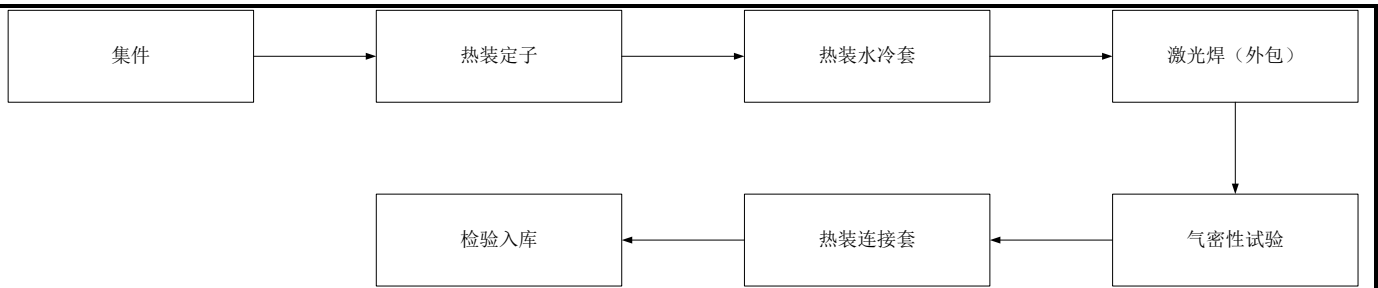 集件
热装定子
热装水冷套
激光焊（外包）
气密性试验
热装连接套
检验入库